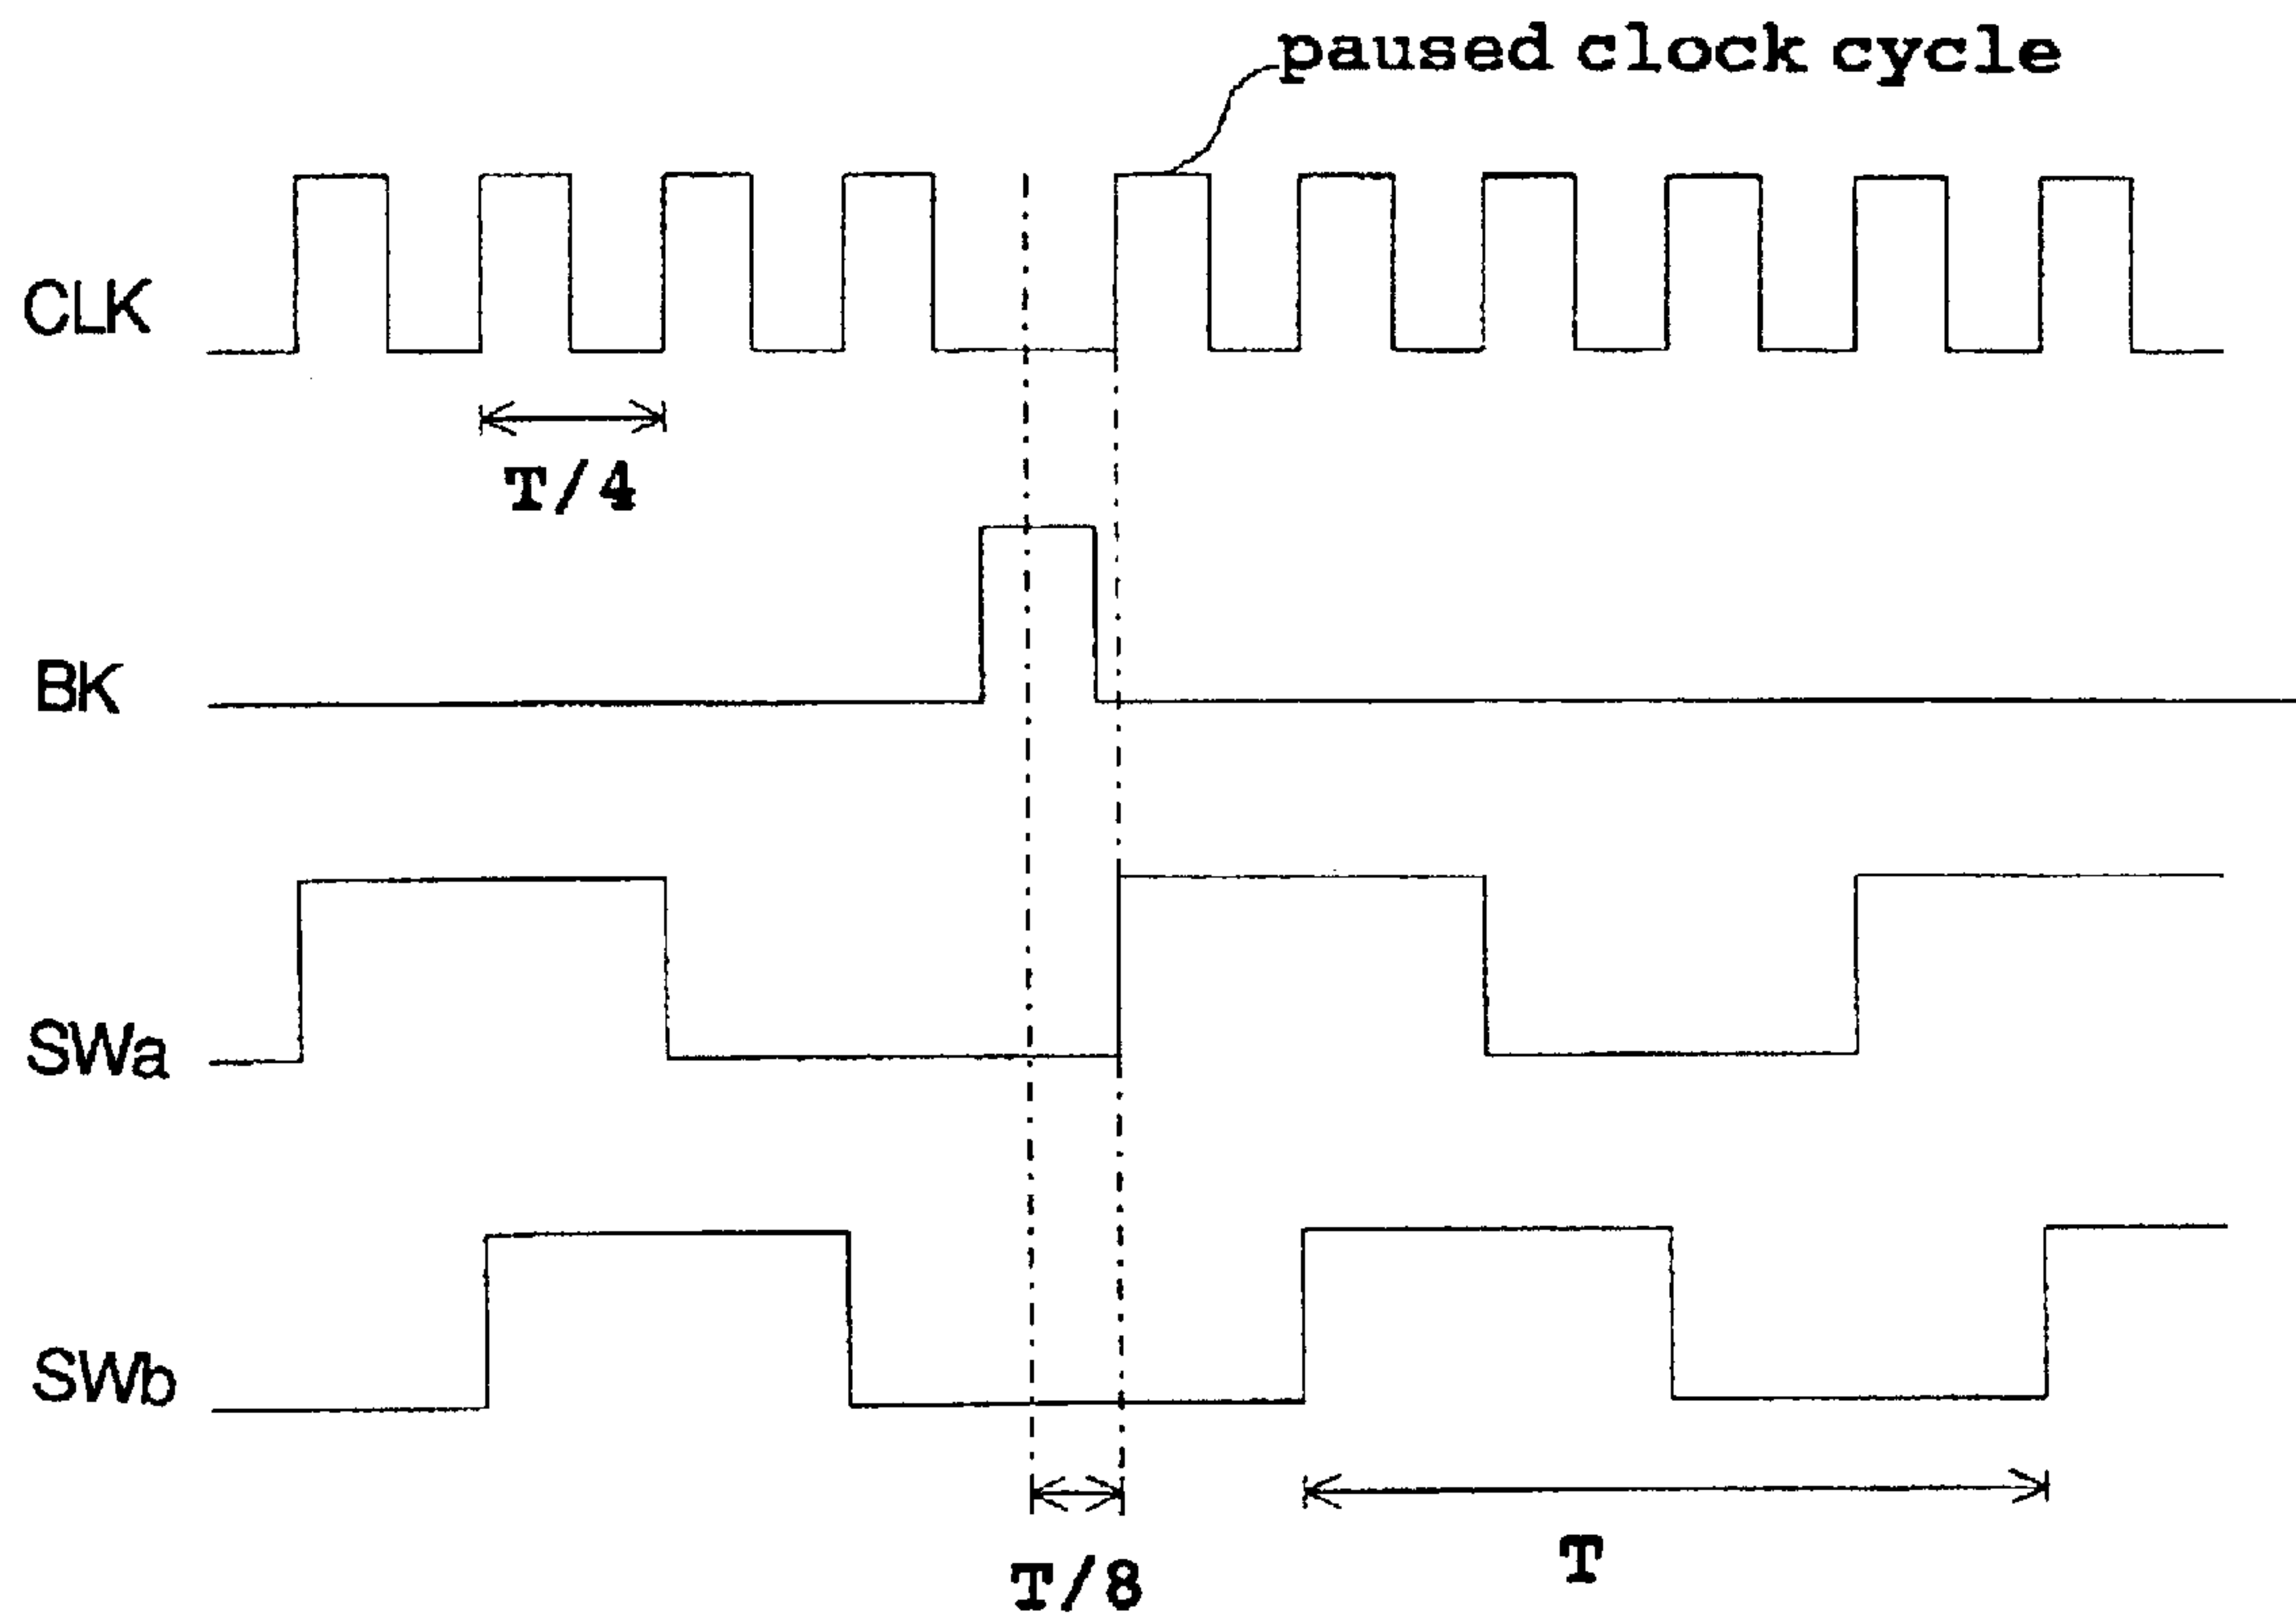 paused clock cycle
CLK
T/4
BK
SWa
SWb
T/8
T